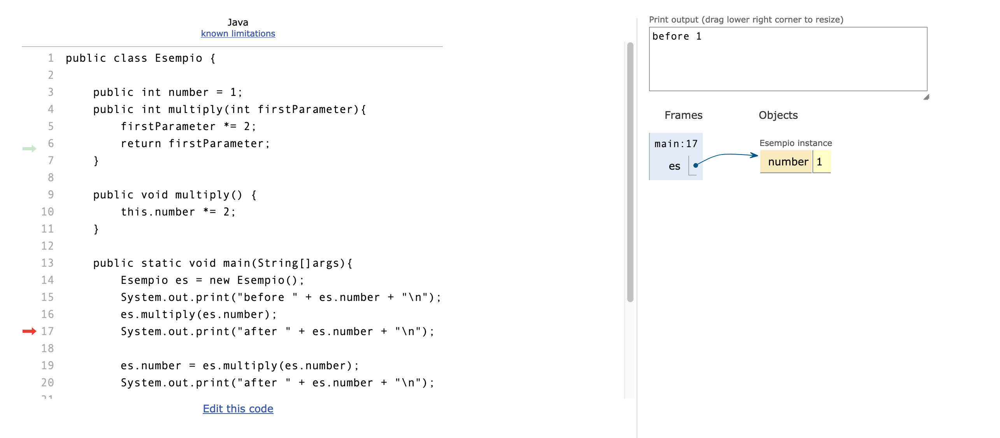 Java
known limitations
1 public class Esempio {
2
3     public int number = 1;
4     public int multiply(int firstParameter){
5         firstParameter *= 2;
6         return firstParameter;
7     }
8
9     public void multiply() {
10         this.number *= 2;
11     }
12
13     public static void main(String[]args){
14         Esempio es = new Esempio();
15         System.out.print("before " + es.number + "\n");
16         es.multiply(es.number);
17         System.out.print("after " + es.number + "\n");
18
19         es.number = es.multiply(es.number);
20         System.out.print("after " + es.number + "\n");
21
Edit this code
Print output (drag lower right corner to resize)
before 1
Frames Objects
main:17
es
Esempio instance
number 1